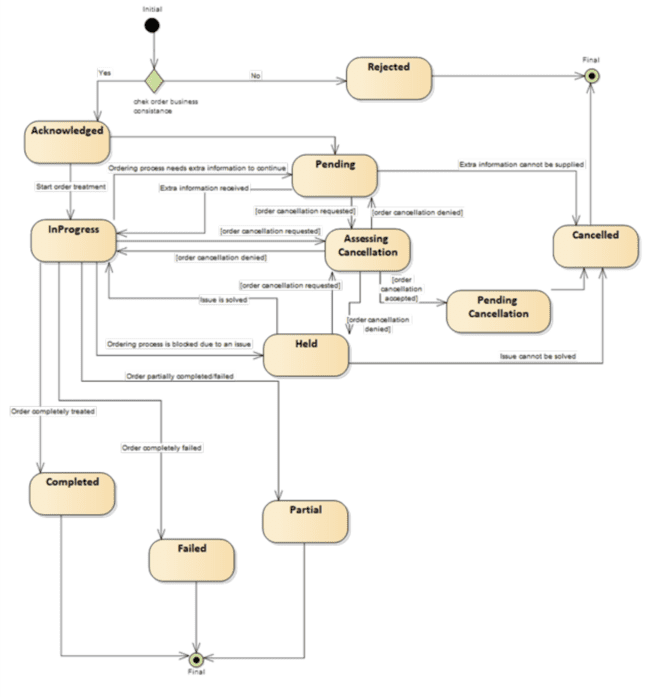 Initial
Final
Rejected
Yes
No
chek order business
consistance
Acknowledged
Pending
Ordering process needs extra information to continue
Extra information cannot be supplied
Start order treatment
Extra information received
[order cancellation requested]
[order cancellation denied]
InProgress
[order cancellation requested]
Assessing
Cancellation
Cancelled
[order cancellation denied]
[order
cancellation
accepted]
[order cancellation requested]
Issue is solved
Pending
Cancellation
[order cancellation
denied]
Held
Ordering process is blocked due to an issue
Issue cannot be solved
Order partially completed/failed
Order completely treated
Order completely failed
Completed
Partial
Failed
Final